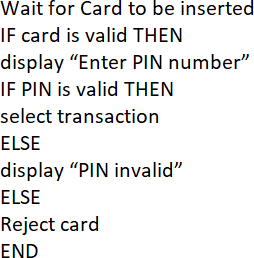 Wait for Card to be inserted
IF card is valid THEN
display “Enter PIN number”
IF PIN is valid THEN
select transaction
ELSE
display “PIN invalid”
ELSE
Reject card
END